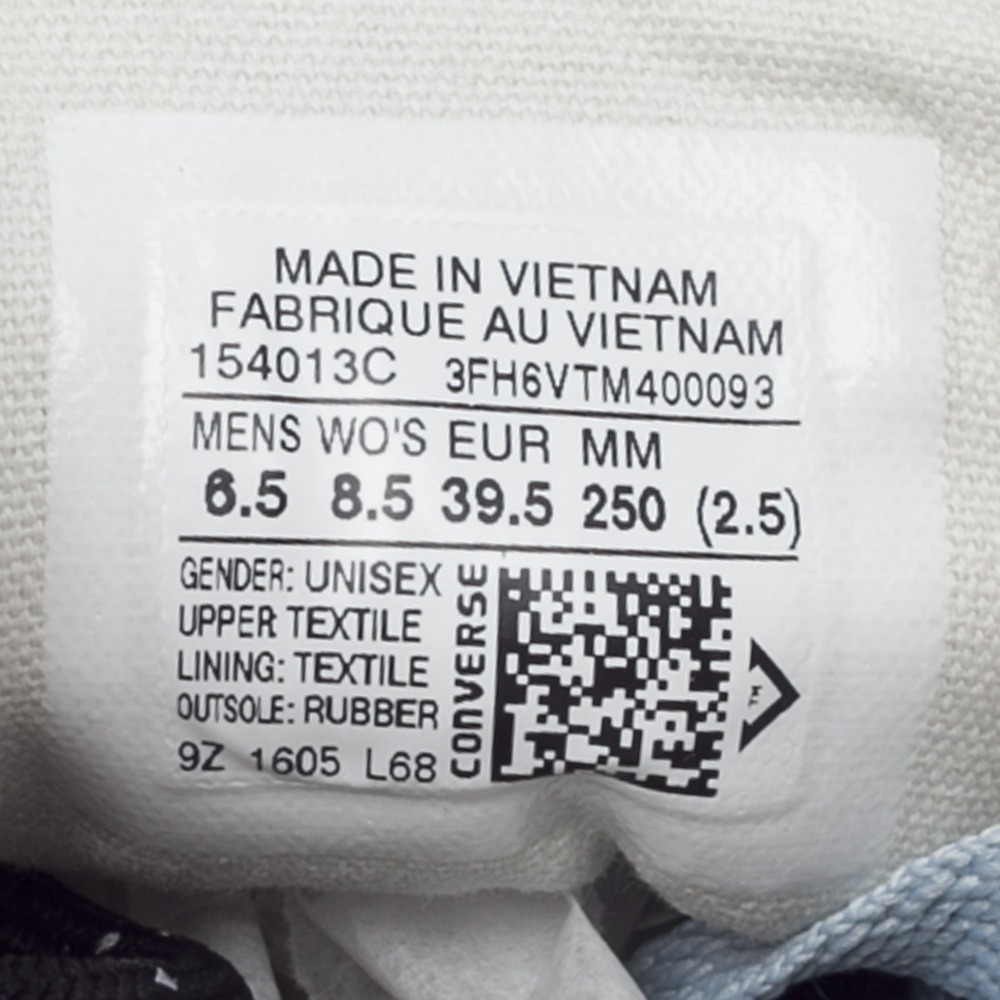 MADE IN VIETNAM
FABRIQUE AU VIETNAM
154013C 3FH6VTM400093
MENS WO'S EUR MM
6.5 8.5 39.5 250 (2.5)
GENDER: UNISEX
UPPER: TEXTILE
LINING: TEXTILE
OUTSOLE: RUBBER
9Z 1605 L68
CONVERSE
TM